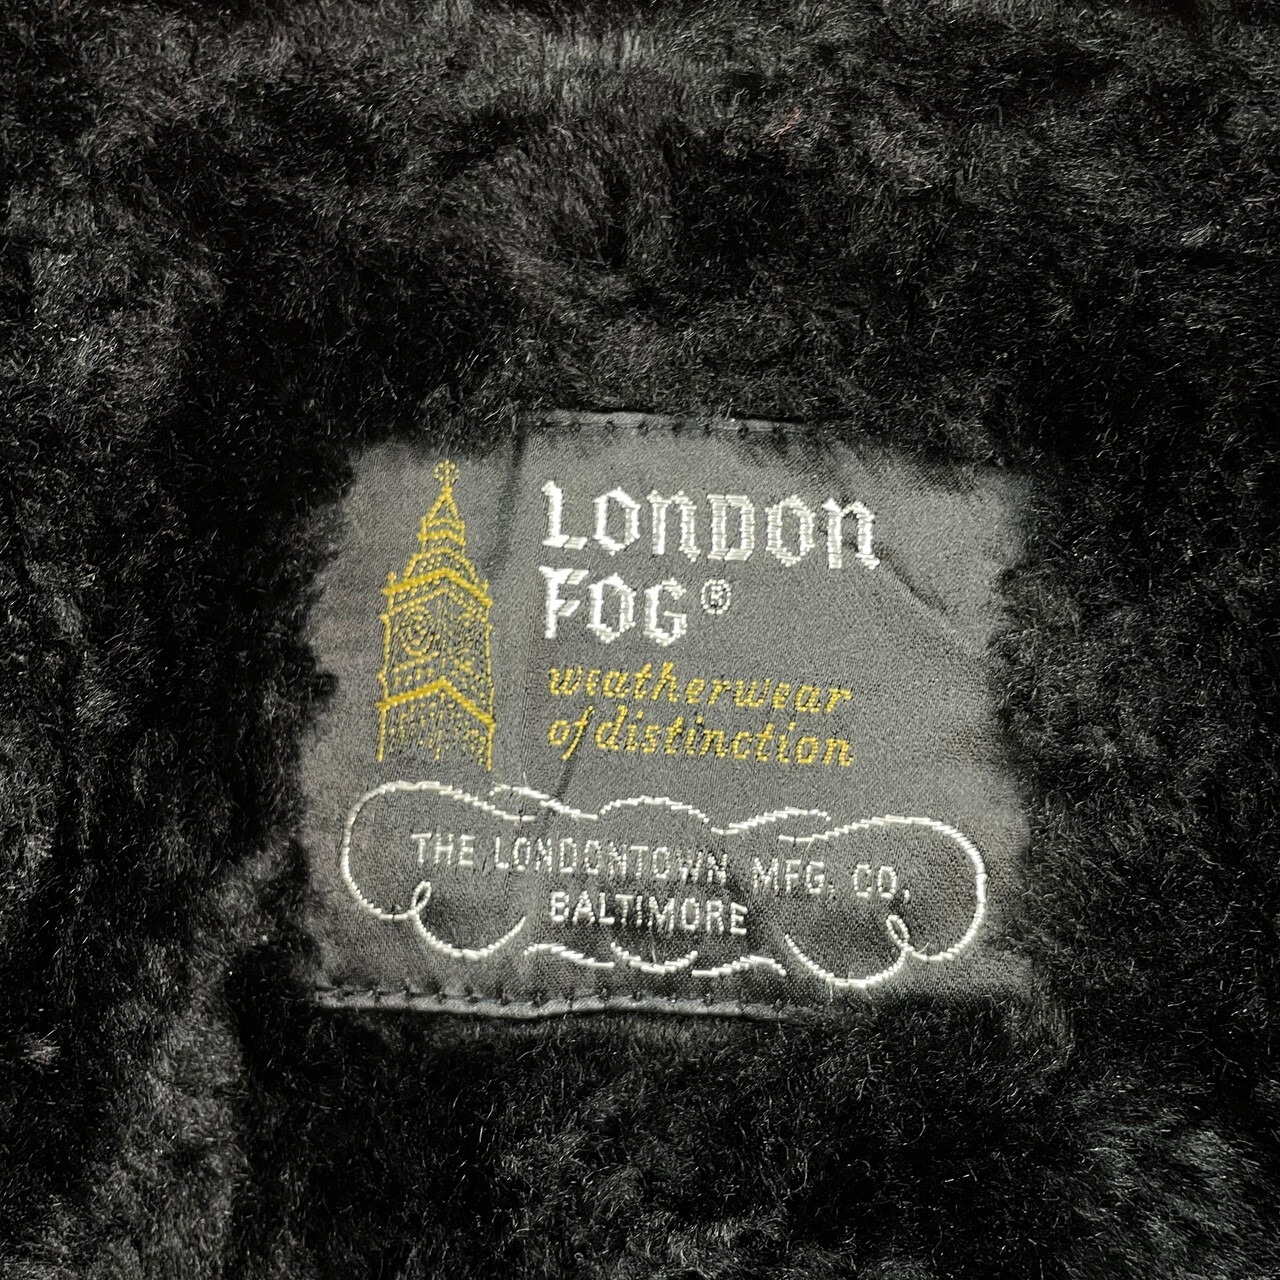 LONDON
FOG®
weatherwear
of distinction
THE LONDONTOWN MFG. CO.
BALTIMORE